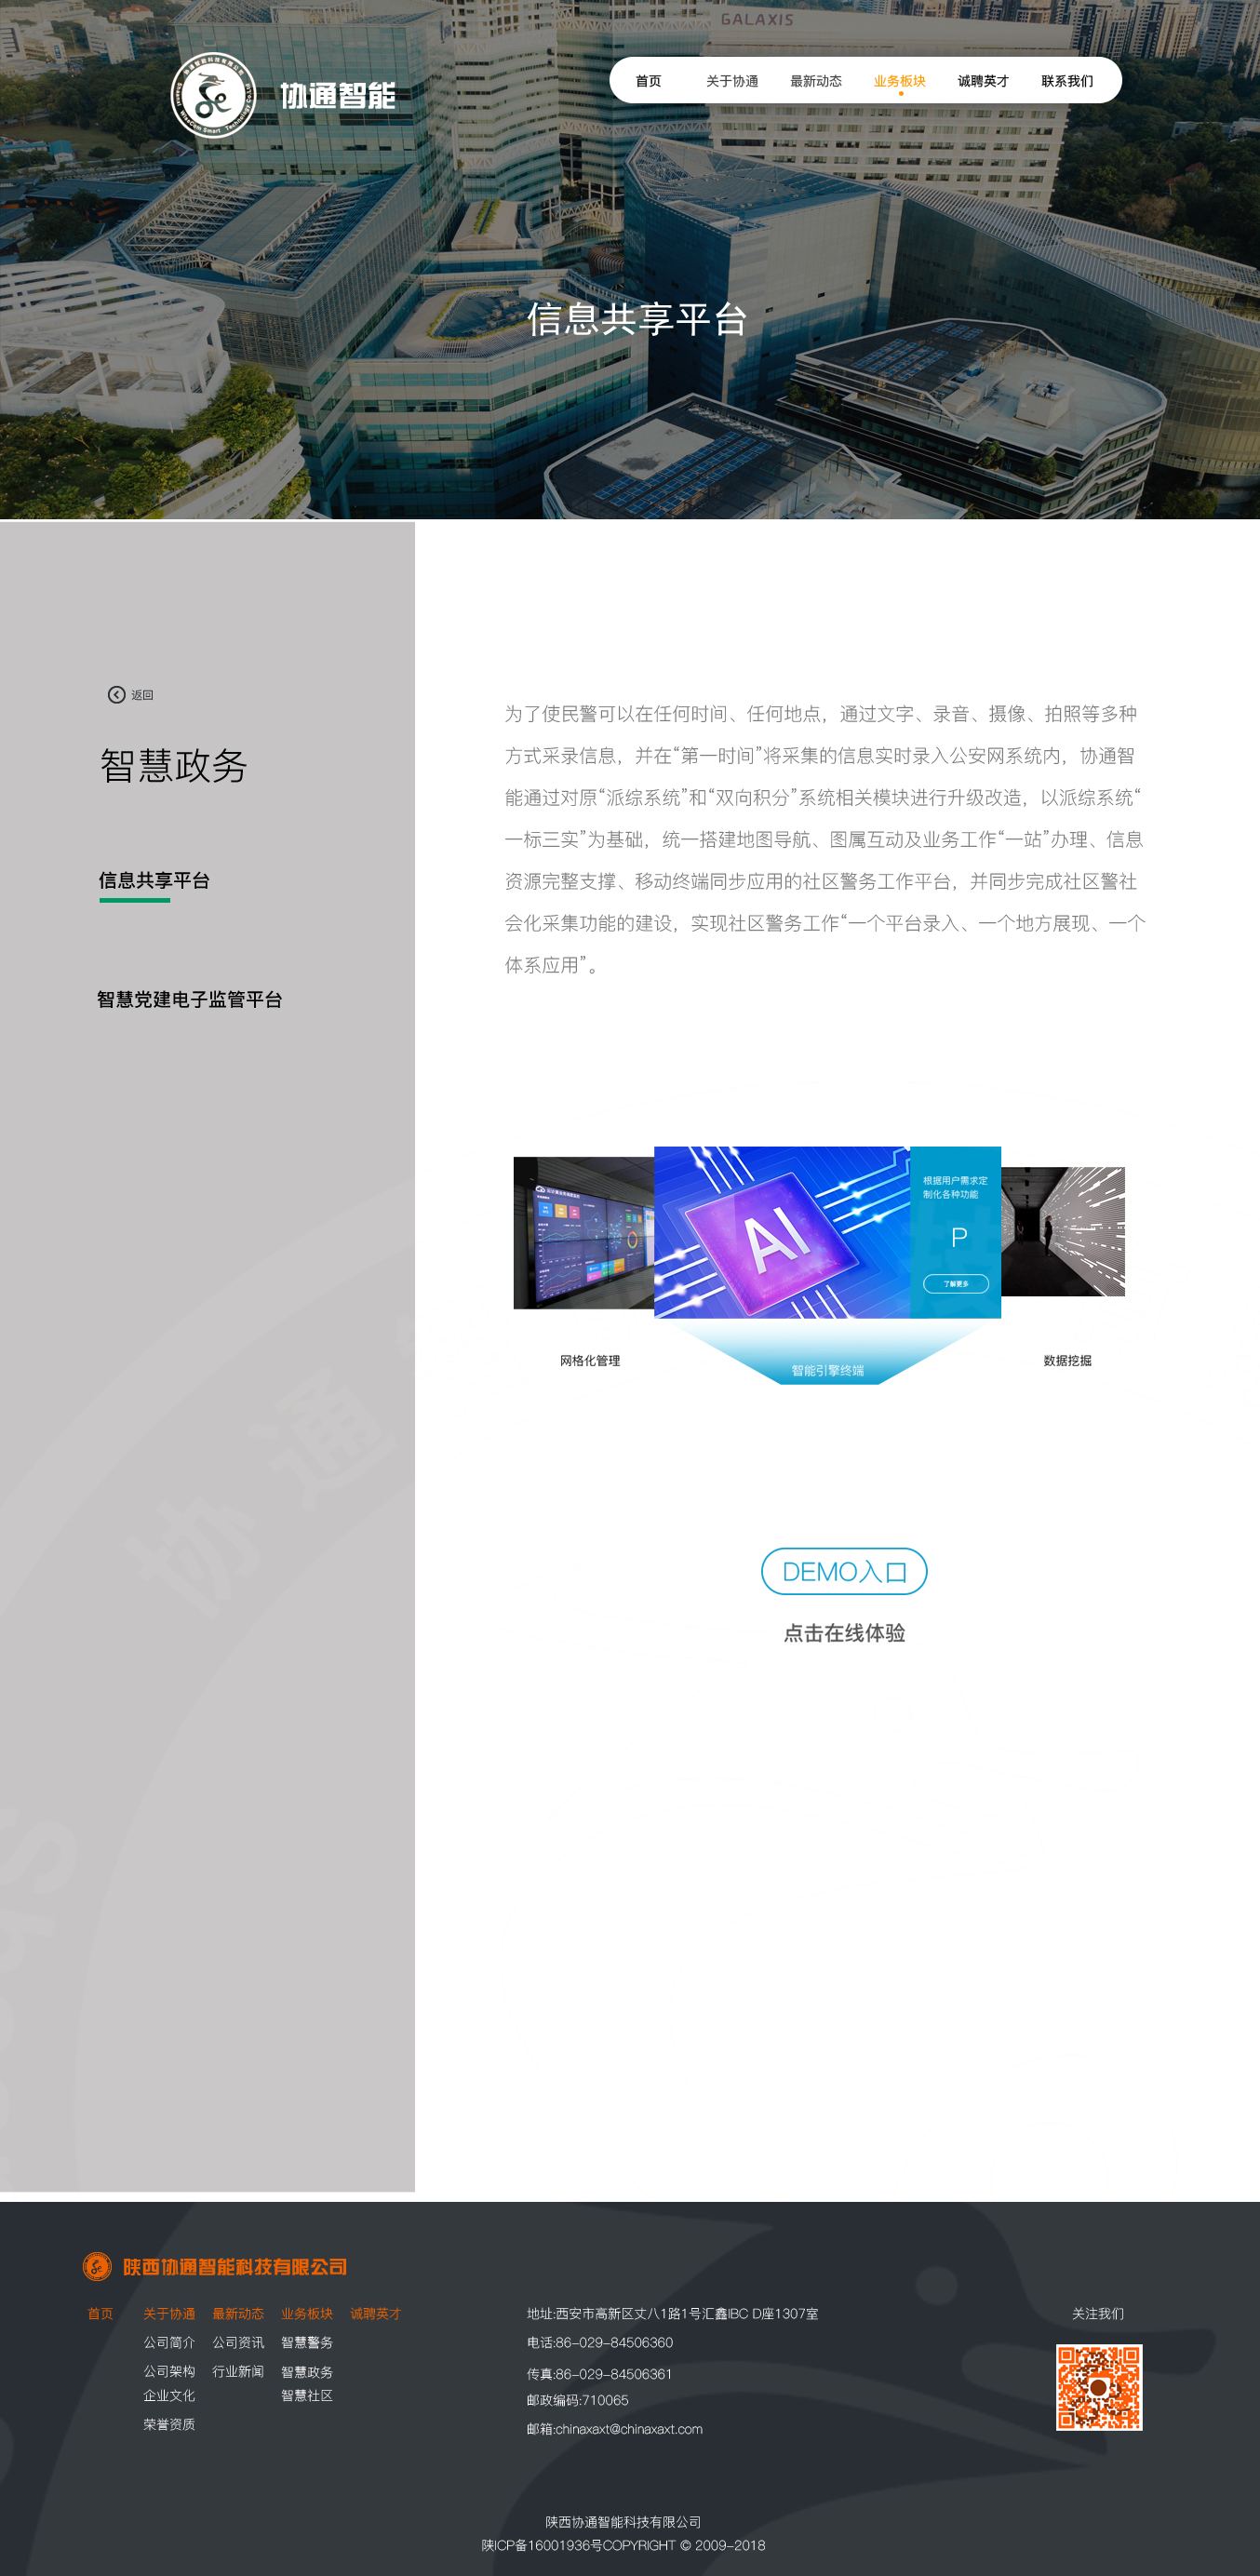 GALAXIS
协通智能科技有限公司
WiseCom Smart Technology
协通智能
首页 关于协通 最新动态 业务板块 诚聘英才 联系我们
信息共享平台
返回
智慧政务
信息共享平台
智慧党建电子监管平台
为了使民警可以在任何时间、任何地点，通过文字、录音、摄像、拍照等多种
方式采录信息，并在“第一时间”将采集的信息实时录入公安网系统内，协通智
能通过对原“派综系统”和“双向积分”系统相关模块进行升级改造，以派综系统“
一标三实”为基础，统一搭建地图导航、图属互动及业务工作“一站”办理、信息
资源完整支撑、移动终端同步应用的社区警务工作平台，并同步完成社区警社
会化采集功能的建设，实现社区警务工作“一个平台录入、一个地方展现、一个
体系应用”。
AI
根据用户需求定
制化各种功能
P
了解更多
网格化管理
智能引擎终端
数据挖掘
协通
DEMO入口
点击在线体验
陕西协通智能科技有限公司
首页 关于协通 最新动态 业务板块 诚聘英才
公司简介 公司资讯 智慧警务
公司架构 行业新闻 智慧政务
企业文化 智慧社区
荣誉资质
地址:西安市高新区丈八1路1号汇鑫IBC D座1307室
电话:86-029-84506360
传真:86-029-84506361
邮政编码:710065
邮箱:chinaxaxt@chinaxaxt.com
关注我们
陕西协通智能科技有限公司
陕ICP备16001936号COPYRIGHT © 2009-2018